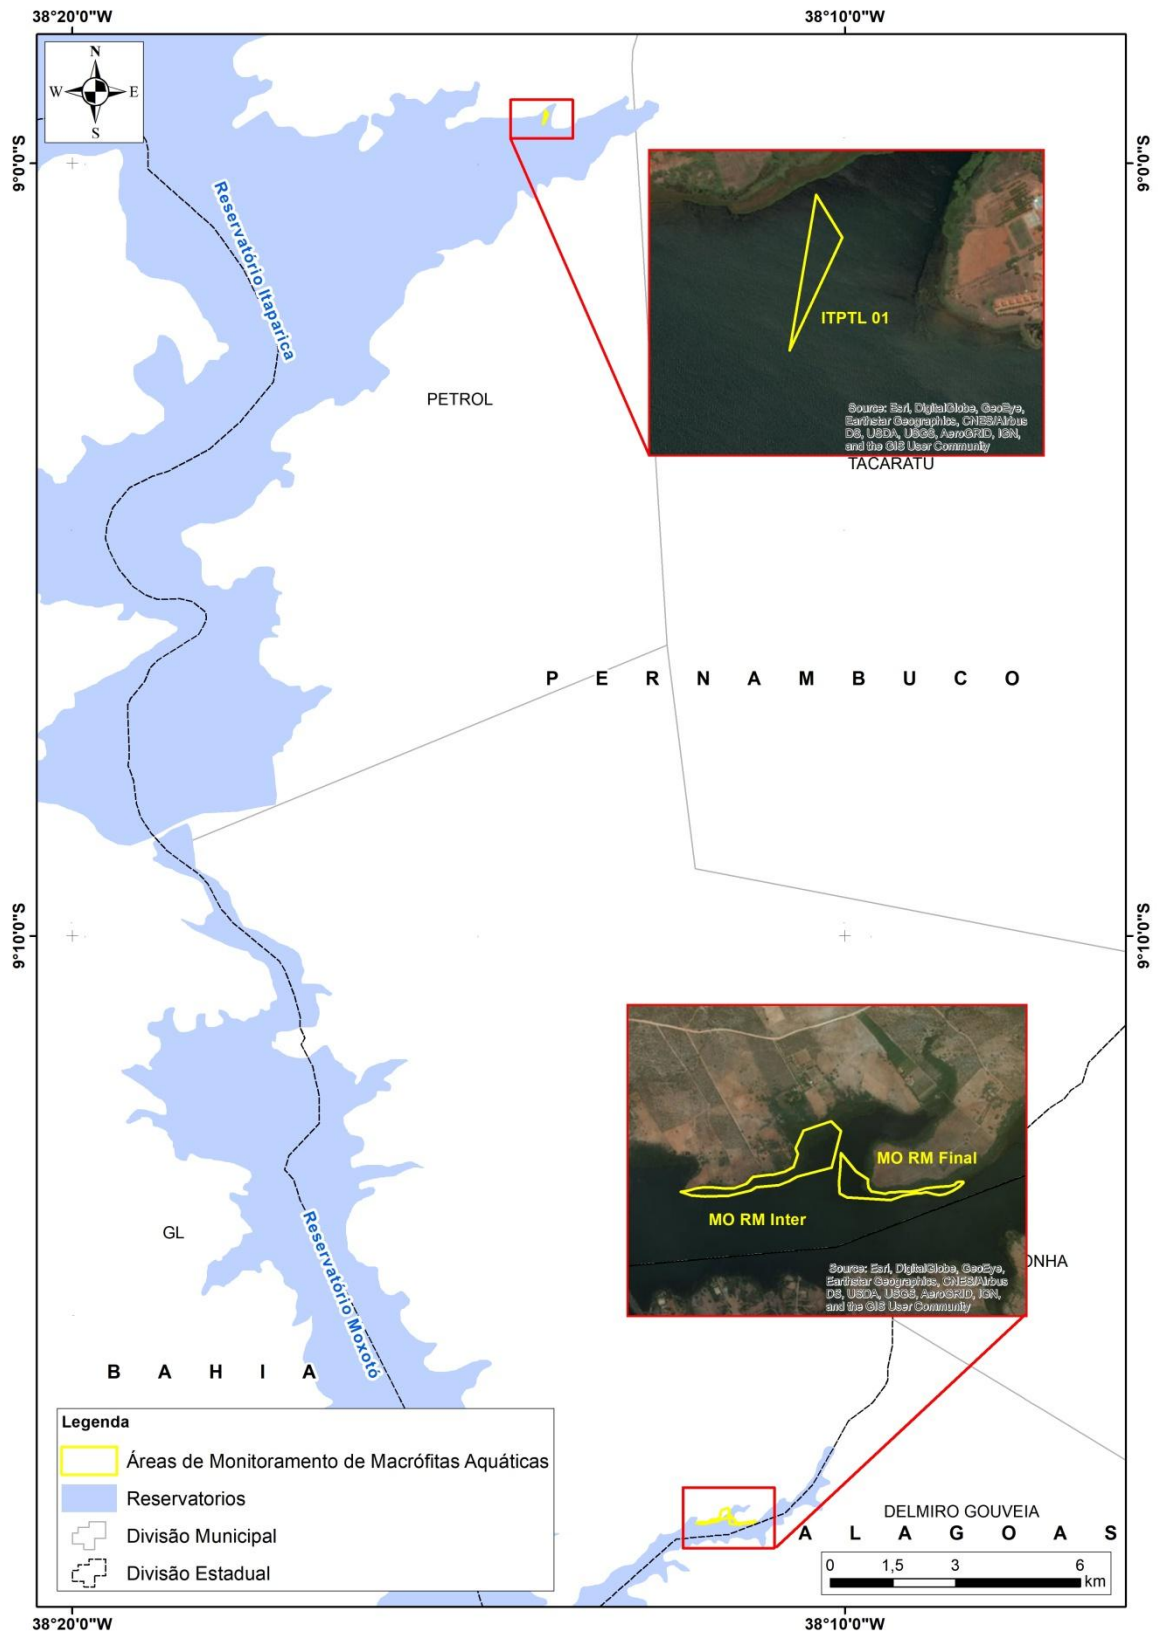 38°20'0"W
38°10'0"W
N
W
E
S
9°0'0"S
9°0'0"S
Reservatório Itaparica
ITPTL 01
Source: Esri, DigitalGlobe, GeoEye,
Earthstar Geographics, CNES/Airbus
DS, USDA, USGS, AeroGRID, IGN,
and the GIS User Community
PETROL
TACARATU
PERNAMBUCO
9°10'0"S
9°10'0"S
MO RM Final
MO RM Inter
GL
ONHA
Source: Esri, DigitalGlobe, GeoEye,
Earthstar Geographics, CNES/Airbus
DS, USDA, USGS, AeroGRID, IGN,
and the GIS User Community
Reservatório Moxotó
BAHIA
Legenda
Áreas de Monitoramento de Macrófitas Aquáticas
Reservatorios
Divisão Municipal
Divisão Estadual
DELMIRO GOUVEIA
ALAGOAS
0 1,5 3 6
km
38°20'0"W
38°10'0"W